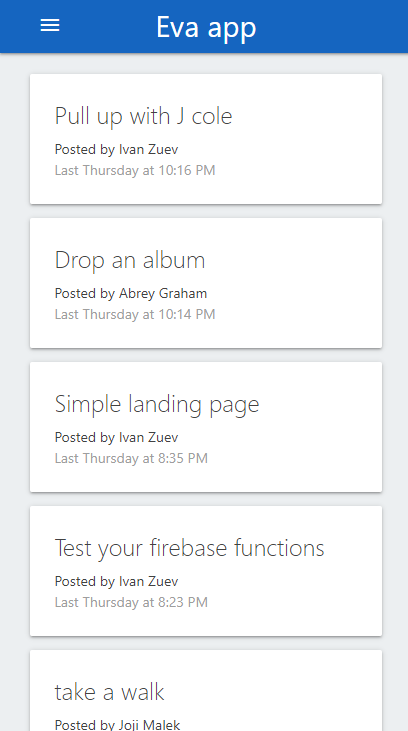 Eva app
Pull up with J cole
Posted by Ivan Zuev
Last Thursday at 10:16 PM
Drop an album
Posted by Abrey Graham
Last Thursday at 10:14 PM
Simple landing page
Posted by Ivan Zuev
Last Thursday at 8:35 PM
Test your firebase functions
Posted by Ivan Zuev
Last Thursday at 8:23 PM
take a walk
Posted by Joji Malek